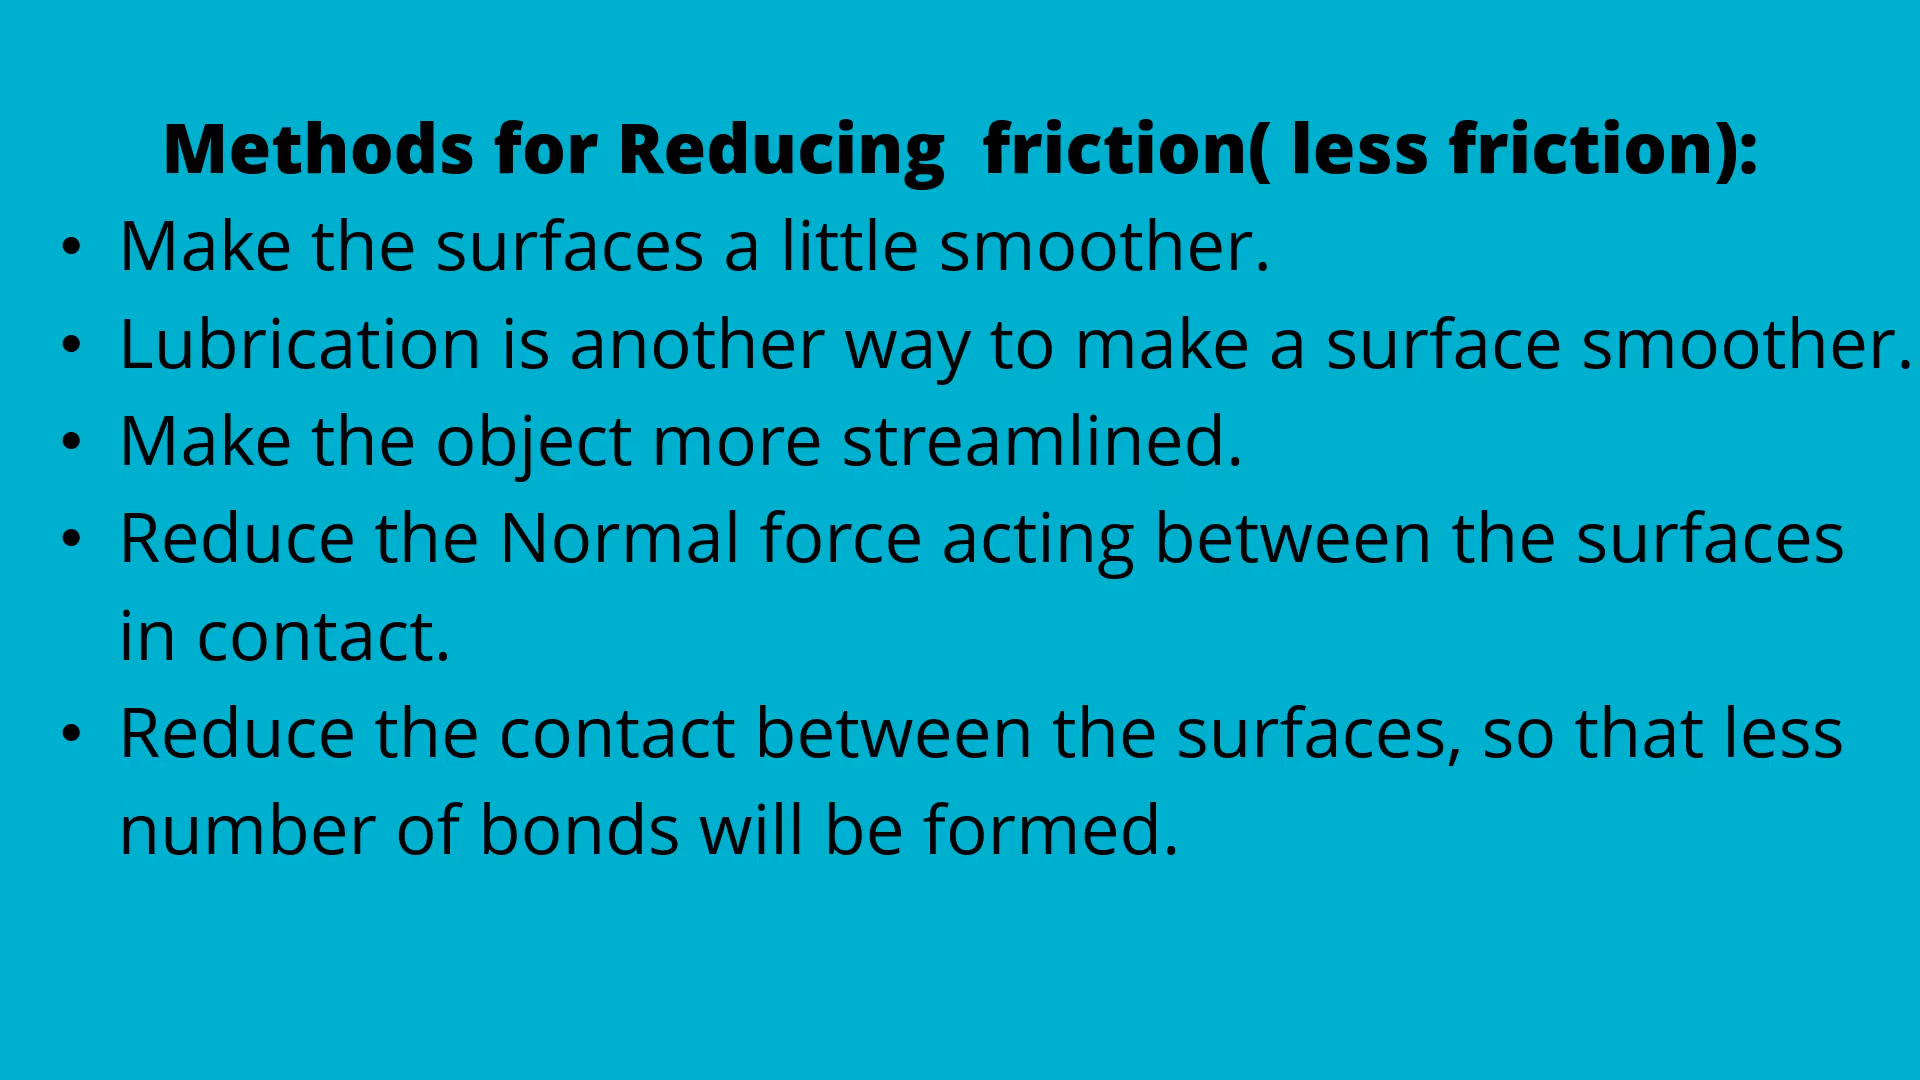 Methods for Reducing  friction( less friction):
• Make the surfaces a little smoother.
• Lubrication is another way to make a surface smoother.
• Make the object more streamlined.
• Reduce the Normal force acting between the surfaces
in contact.
• Reduce the contact between the surfaces, so that less
number of bonds will be formed.